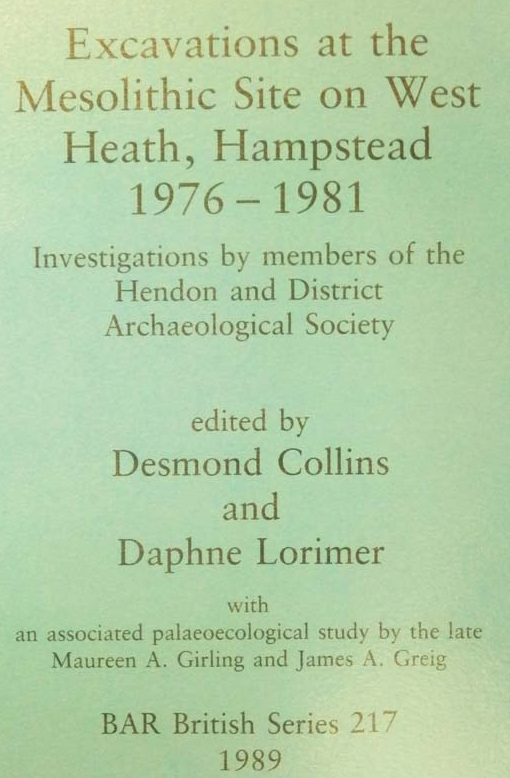 Excavations at the
Mesolithic Site on West
Heath, Hampstead
1976 – 1981
Investigations by members of the
Hendon and District
Archaeological Society
edited by
Desmond Collins
and
Daphne Lorimer
with
an associated palaeoecological study by the late
Maureen A. Girling and James A. Greig
BAR British Series 217
1989